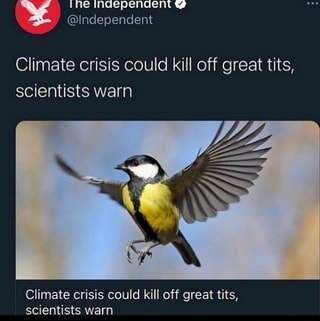 The Independent
@Independent
Climate crisis could kill off great tits,
scientists warn
Climate crisis could kill off great tits,
scientists warn